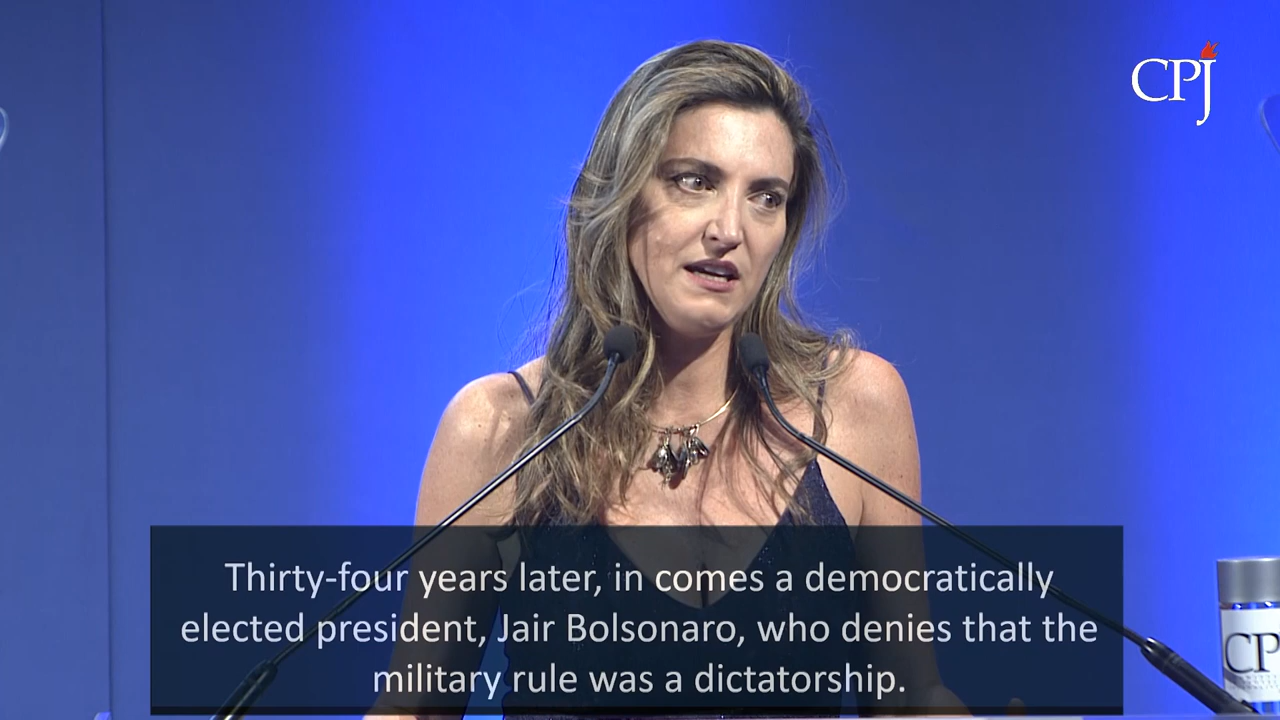 CPJ
Thirty-four years later, in comes a democratically
elected president, Jair Bolsonaro, who denies that the
military rule was a dictatorship.
CPJ